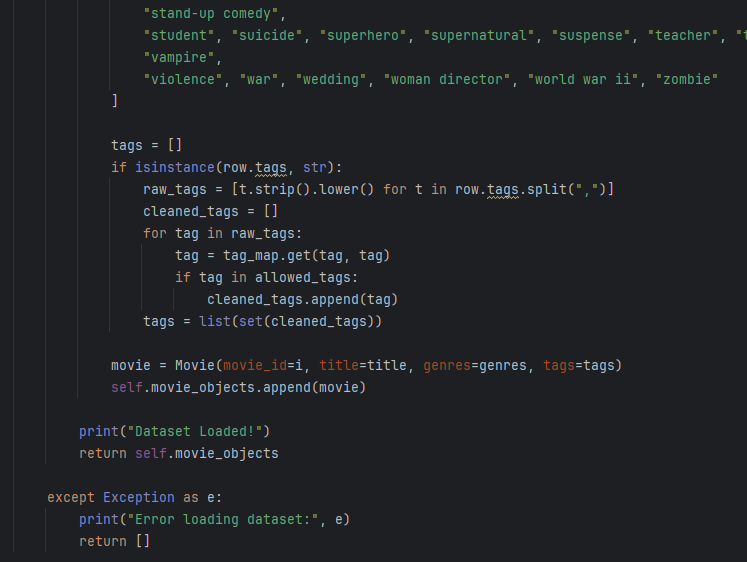 "stand-up comedy",
"student", "suicide", "superhero", "supernatural", "suspense", "teacher",
"vampire",
"violence", "war", "wedding", "woman director", "world war ii", "zombie"
]
tags = []
if isinstance(row.tags, str):
raw_tags = [t.strip().lower() for t in row.tags.split(",")]
cleaned_tags = []
for tag in raw_tags:
tag = tag_map.get(tag, tag)
if tag in allowed_tags:
cleaned_tags.append(tag)
tags = list(set(cleaned_tags))
movie = Movie(movie_id=i, title=title, genres=genres, tags=tags)
self.movie_objects.append(movie)
print("Dataset Loaded!")
return self.movie_objects
except Exception as e:
print("Error loading dataset:", e)
return []